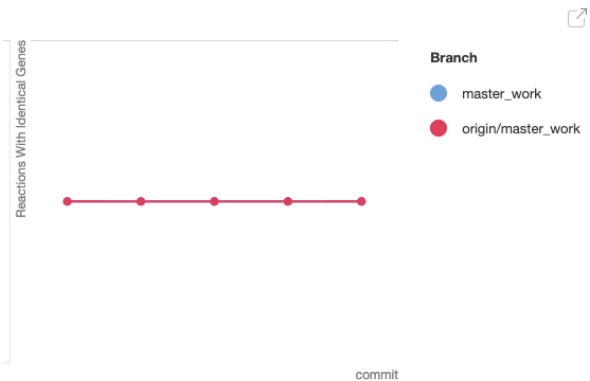 Reactions With Identical Genes
Branch
master_work
origin/master_work
commit